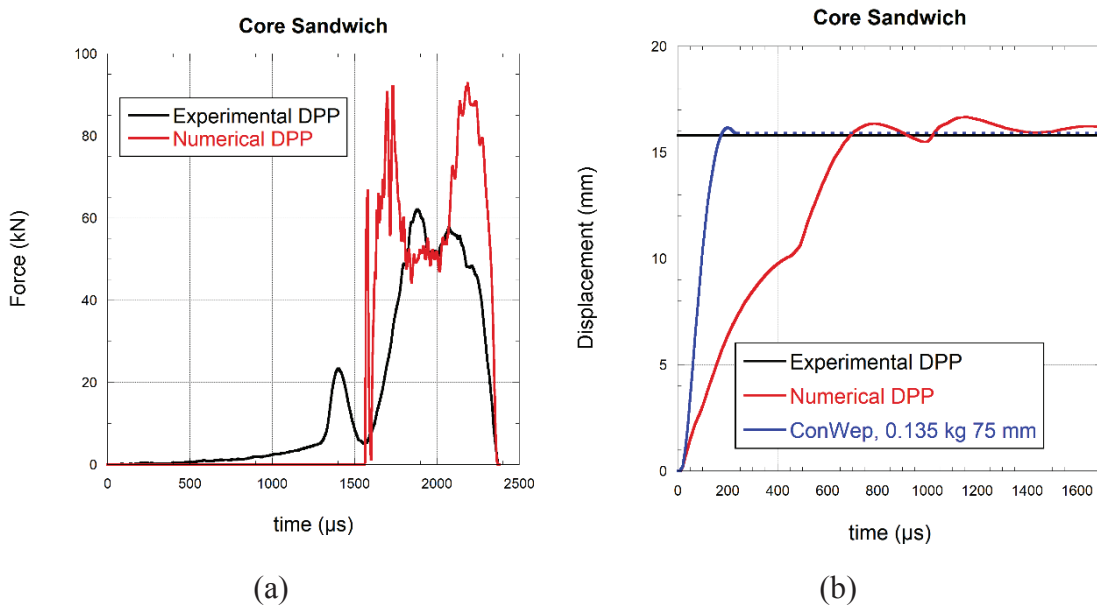 Core Sandwich
100
80
60
40
20
0
Force (kN)
Experimental DPP
Numerical DPP
0 500 1000 1500 2000 2500
time (µs)
(a)
Core Sandwich
20
15
10
5
0
Displacement (mm)
Experimental DPP
Numerical DPP
ConWep, 0.135 kg 75 mm
0 200 400 600 800 1000 1200 1400 1600
time (µs)
(b)